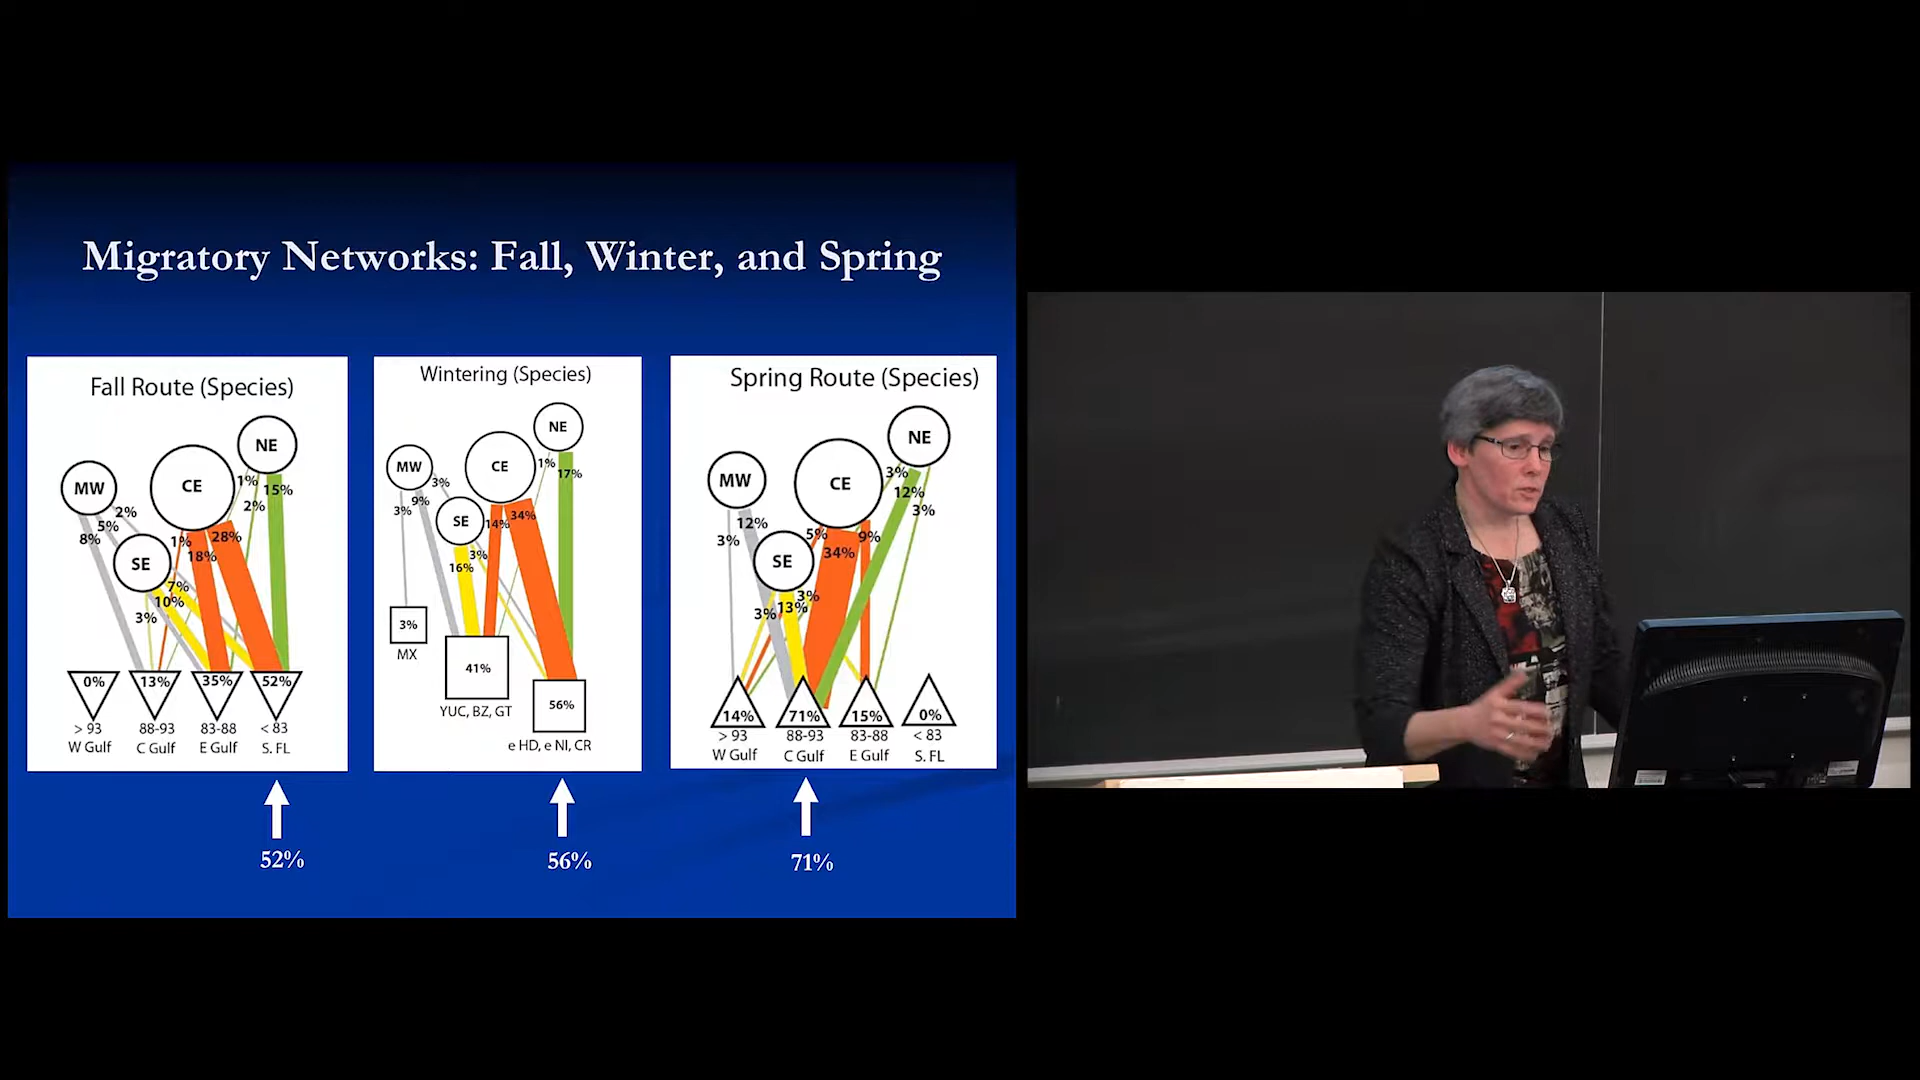 Migratory Networks: Fall, Winter, and Spring
Fall Route (Species)
NE
CE
MW
SE
1%
15%
2%
2%
5%
8%
1%
28%
18%
7%
10%
3%
0%
13%
35%
52%
> 93
88-93
83-88
< 83
W Gulf
C Gulf
E Gulf
S. FL
52%
Wintering (Species)
NE
CE
MW
SE
1%
17%
3%
9%
3%
14%
34%
3%
16%
3%
MX
41%
YUC, BZ, GT
56%
e HD, e NI, CR
56%
Spring Route (Species)
NE
CE
MW
SE
3%
12%
3%
12%
3%
5%
9%
34%
3%
13%
3%
14%
71%
15%
0%
> 93
88-93
83-88
< 83
W Gulf
C Gulf
E Gulf
S. FL
71%